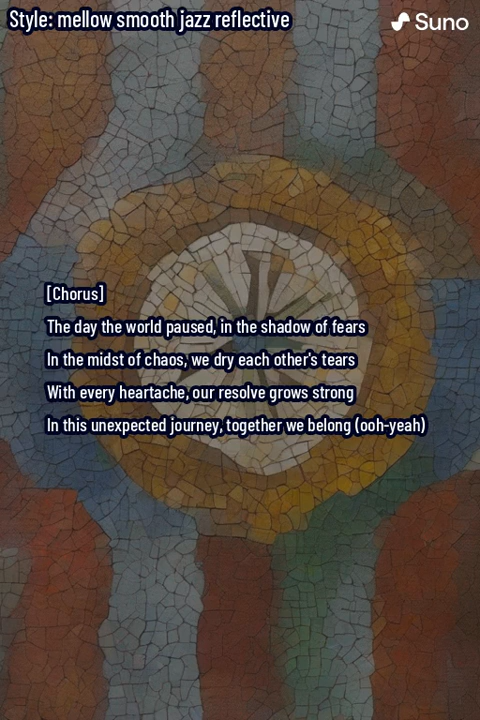 Style: mellow smooth jazz reflective
Suno
[Chorus]
The day the world paused, in the shadow of fears
In the midst of chaos, we dry each other's tears
With every heartache, our resolve grows strong
In this unexpected journey, together we belong (ooh-yeah)